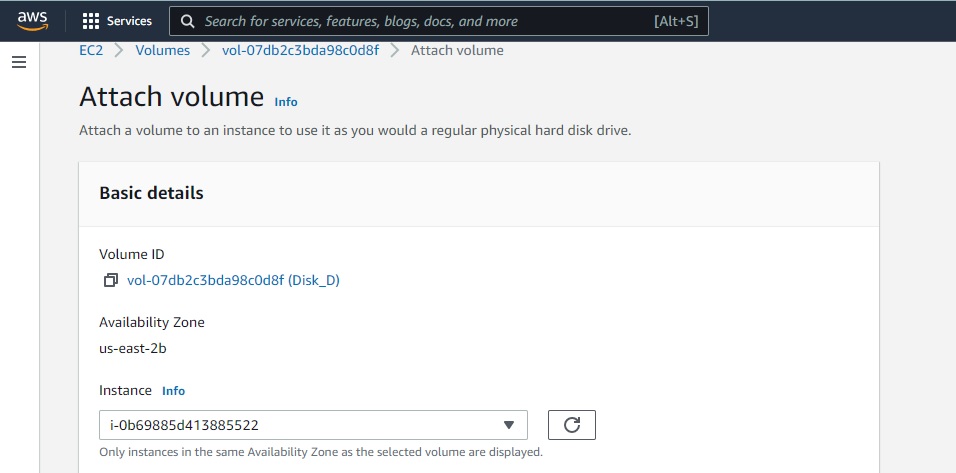 aws Services Search for services, features, blogs, docs, and more [Alt+S]
EC2 > Volumes > vol-07db2c3bda98c0d8f > Attach volume
Attach volume Info
Attach a volume to an instance to use it as you would a regular physical hard disk drive.
Basic details
Volume ID
vol-07db2c3bda98c0d8f (Disk_D)
Availability Zone
us-east-2b
Instance Info
i-0b69885d413885522
Only instances in the same Availability Zone as the selected volume are displayed.